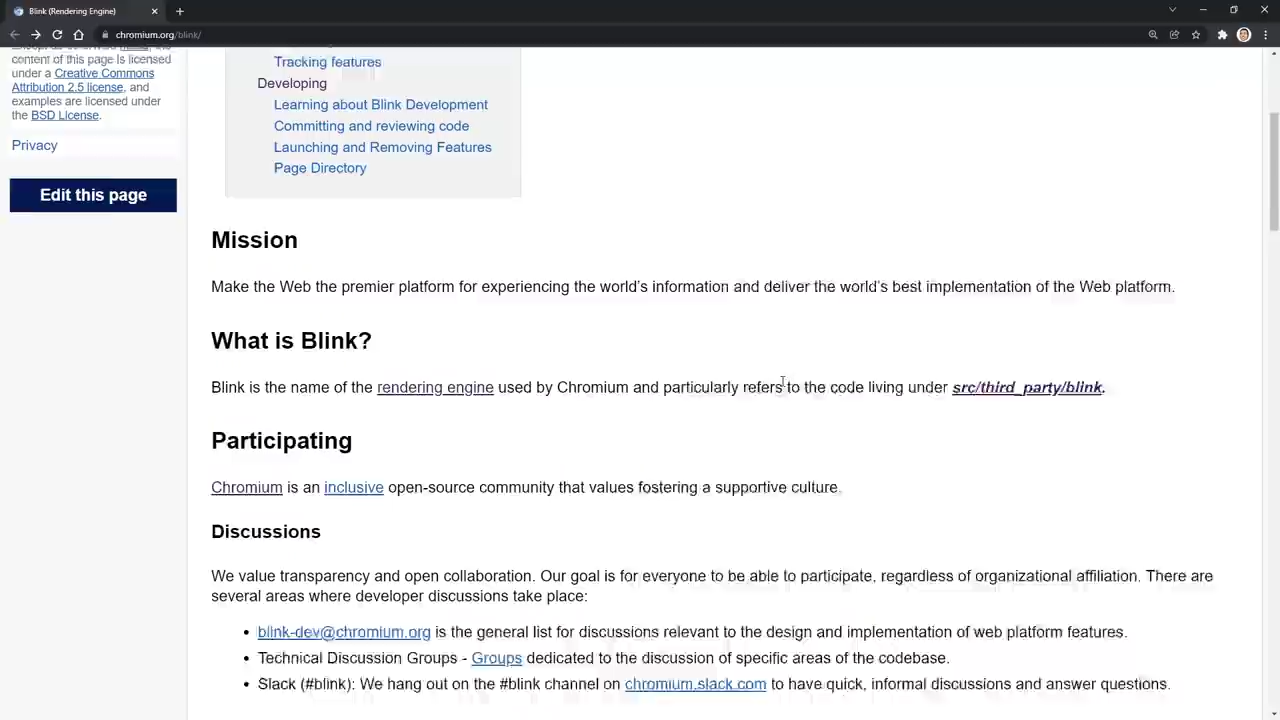 Blink (Rendering Engine)
chromium.org/blink/
content of this page is licensed
under a Creative Commons
Attribution 2.5 license, and
examples are licensed under
the BSD License.
Privacy
Edit this page
Tracking features
Developing
Learning about Blink Development
Committing and reviewing code
Launching and Removing Features
Page Directory
Mission
Make the Web the premier platform for experiencing the world's information and deliver the world's best implementation of the Web platform.
What is Blink?
Blink is the name of the rendering engine used by Chromium and particularly refers to the code living under src/third_party/blink.
Participating
Chromium is an inclusive open-source community that values fostering a supportive culture.
Discussions
We value transparency and open collaboration. Our goal is for everyone to be able to participate, regardless of organizational affiliation. There are
several areas where developer discussions take place:
• blink-dev@chromium.org is the general list for discussions relevant to the design and implementation of web platform features.
• Technical Discussion Groups - Groups dedicated to the discussion of specific areas of the codebase.
• Slack (#blink): We hang out on the #blink channel on chromium.slack.com to have quick, informal discussions and answer questions.